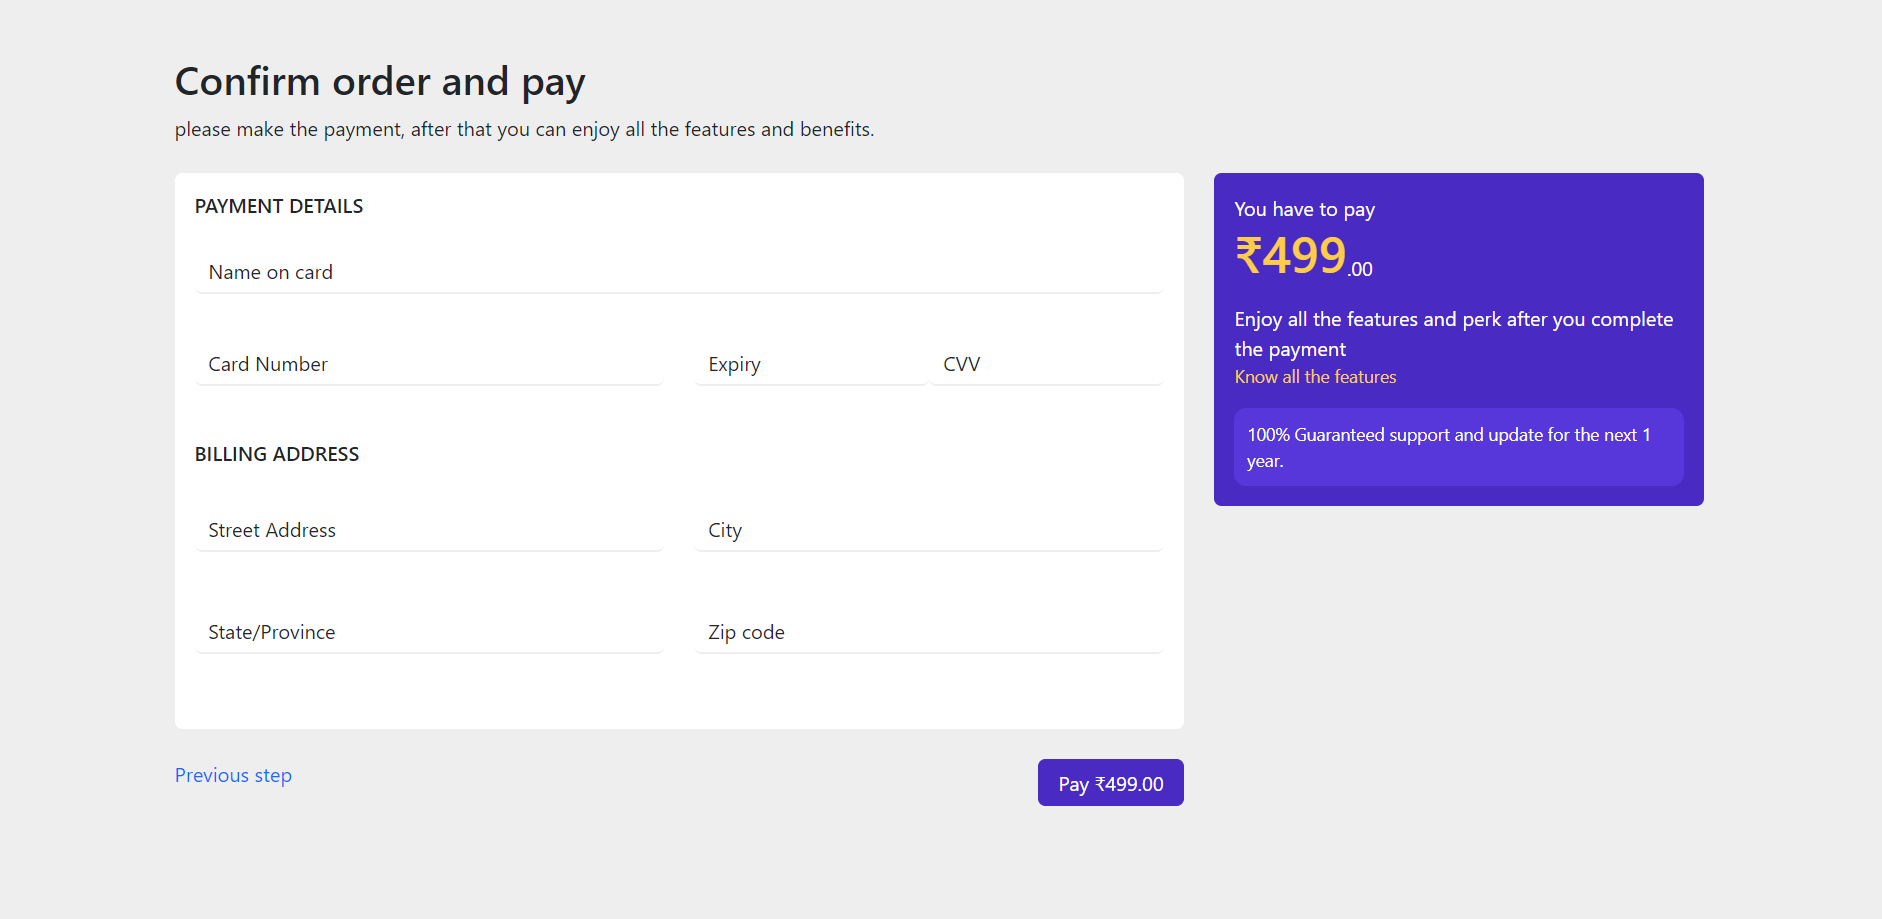 Confirm order and pay
please make the payment, after that you can enjoy all the features and benefits.
PAYMENT DETAILS
Name on card
Card Number
Expiry
CVV
BILLING ADDRESS
Street Address
City
State/Province
Zip code
Previous step
Pay ₹499.00
You have to pay
₹499.00
Enjoy all the features and perk after you complete
the payment
Know all the features
100% Guaranteed support and update for the next 1
year.